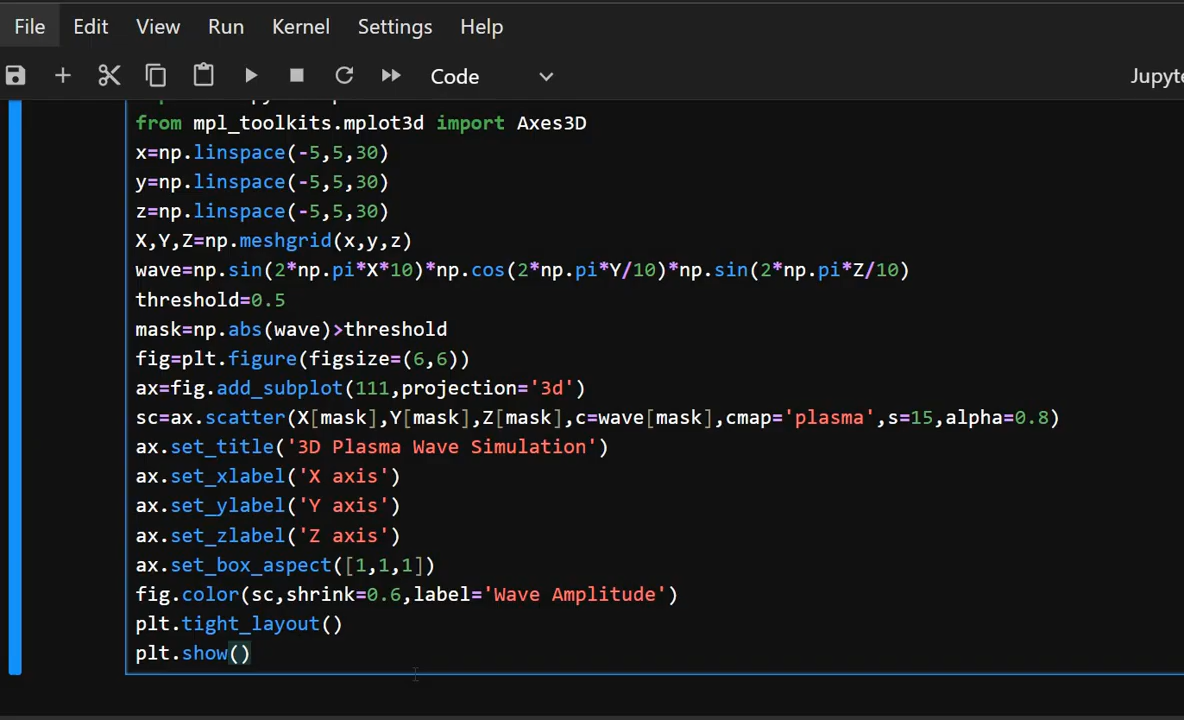 File Edit View Run Kernel Settings Help
Code
from mpl_toolkits.mplot3d import Axes3D
x=np.linspace(-5,5,30)
y=np.linspace(-5,5,30)
z=np.linspace(-5,5,30)
X,Y,Z=np.meshgrid(x,y,z)
wave=np.sin(2*np.pi*X*10)*np.cos(2*np.pi*Y/10)*np.sin(2*np.pi*Z/10)
threshold=0.5
mask=np.abs(wave)>threshold
fig=plt.figure(figsize=(6,6))
ax=fig.add_subplot(111,projection='3d')
sc=ax.scatter(X[mask],Y[mask],Z[mask],c=wave[mask],cmap='plasma',s=15,alpha=0.8)
ax.set_title('3D Plasma Wave Simulation')
ax.set_xlabel('X axis')
ax.set_ylabel('Y axis')
ax.set_zlabel('Z axis')
ax.set_box_aspect([1,1,1])
fig.color(sc,shrink=0.6,label='Wave Amplitude')
plt.tight_layout()
plt.show()